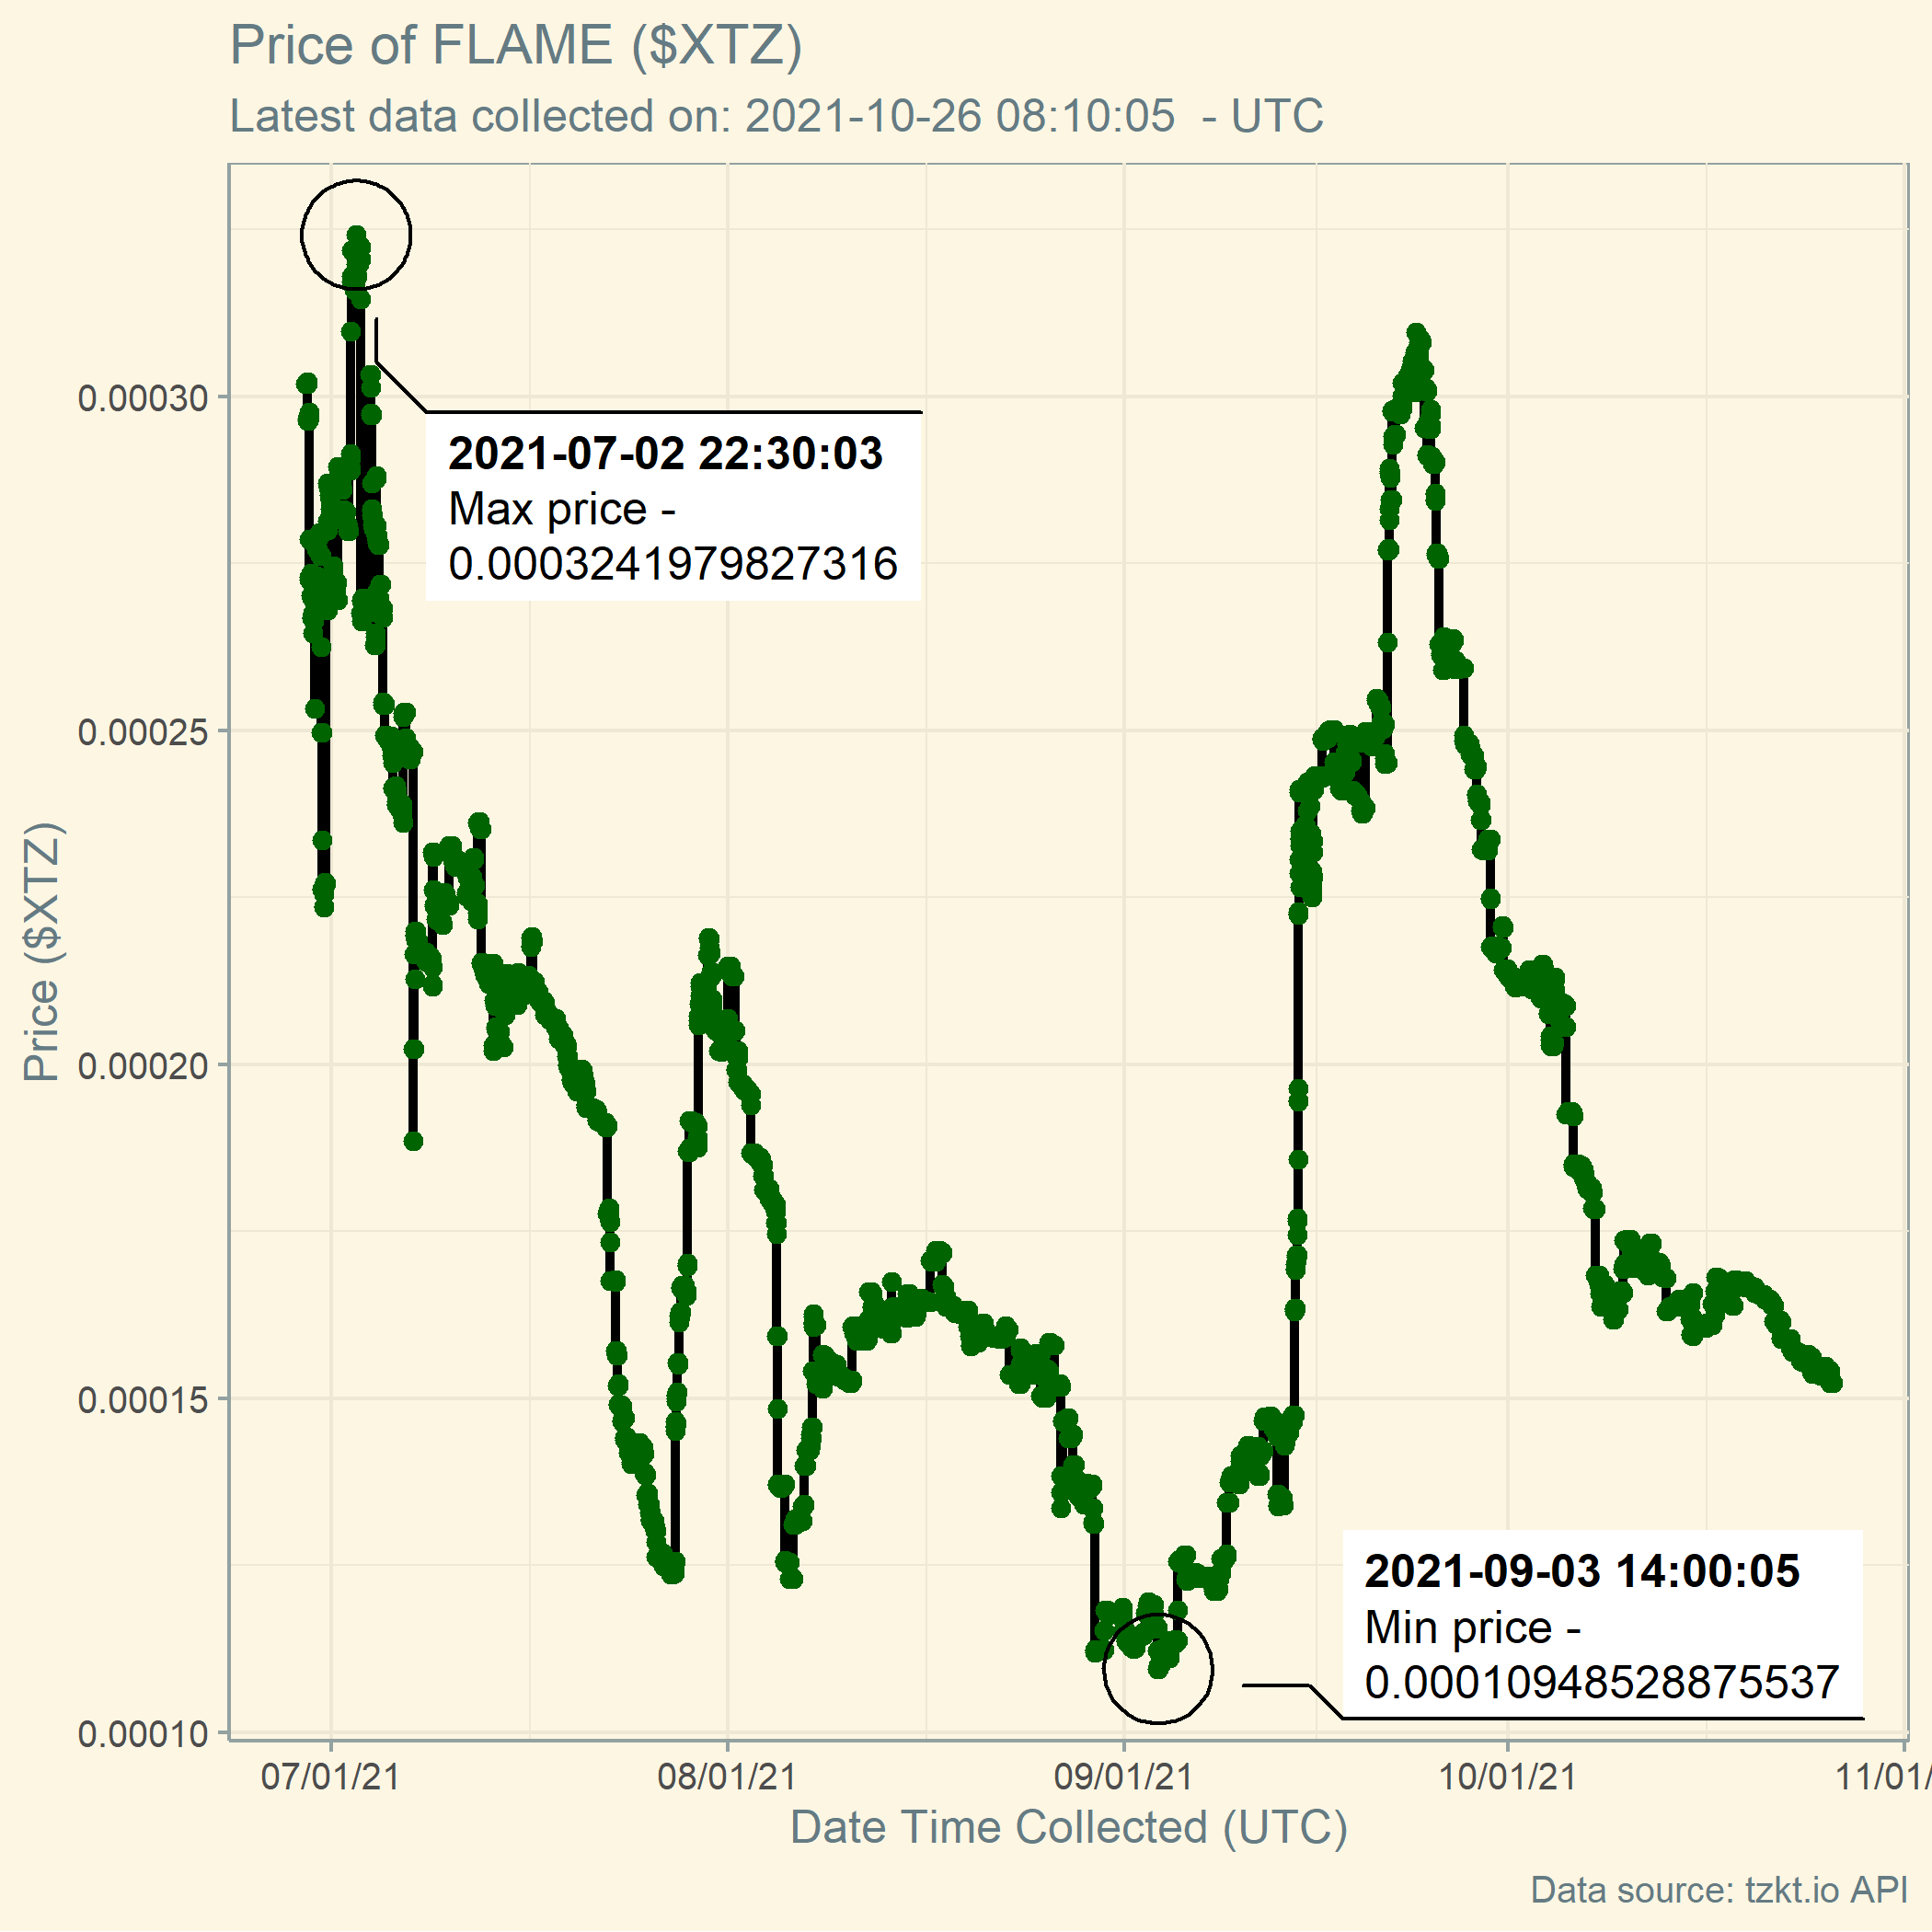 Price of FLAME ($XTZ)
Latest data collected on: 2021-10-26 08:10:05  - UTC
2021-07-02 22:30:03
Max price -
0.0003241979827316
0.00030
0.00025
Price ($XTZ)
0.00020
0.00015
2021-09-03 14:00:05
Min price -
0.00010948528875537
0.00010
07/01/21
08/01/21
09/01/21
10/01/21
11/01/
Date Time Collected (UTC)
Data source: tzkt.io API